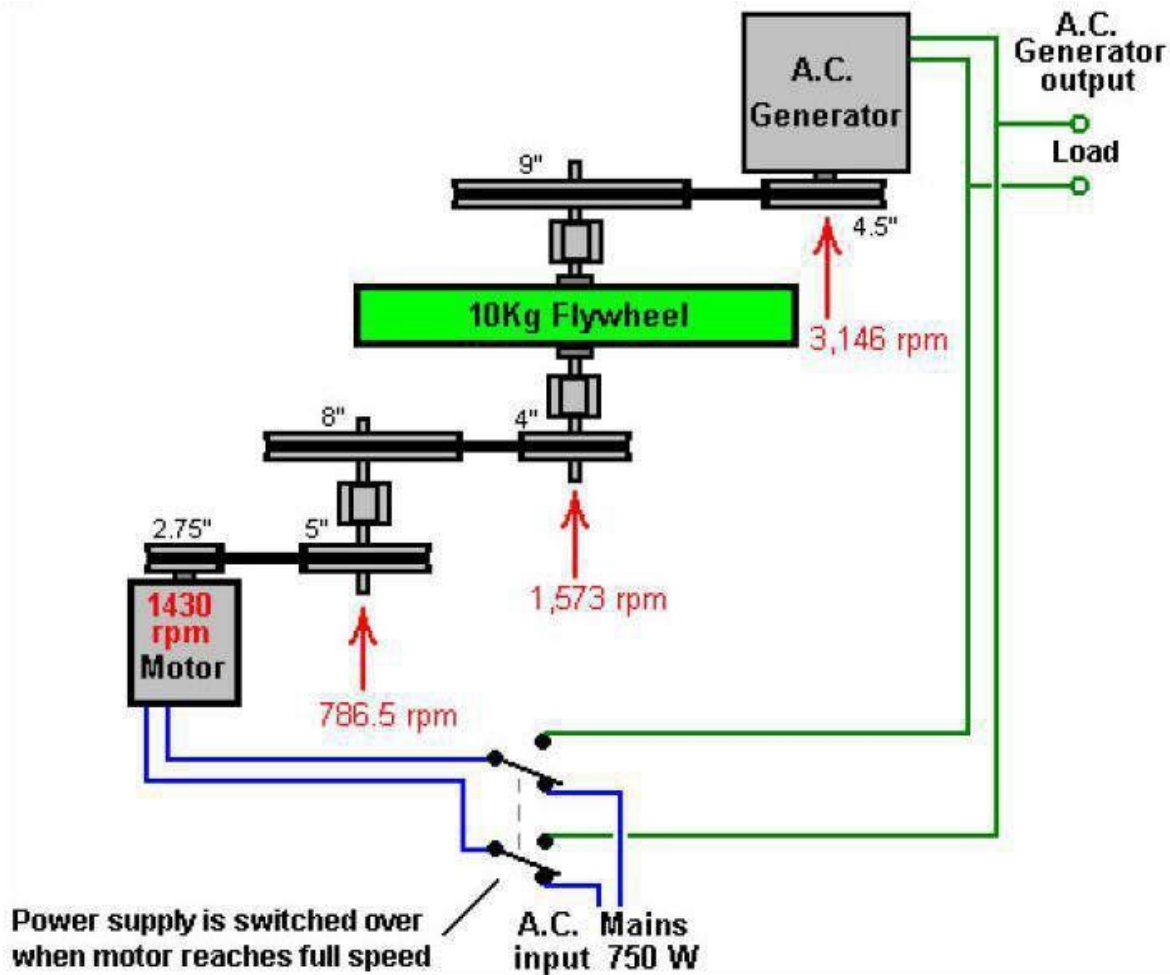 A.C.
Generator
A.C.
Generator
output
Load
9"
4.5"
10Kg Flywheel
3,146 rpm
8"
4"
2.75"
5"
1,573 rpm
1430
rpm
Motor
786.5 rpm
Power supply is switched over
when motor reaches full speed
A.C. Mains
input 750 W